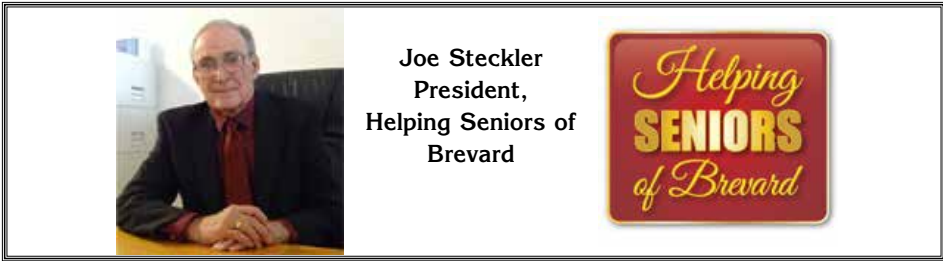 Joe Steckler
President,
Helping Seniors of
Brevard
Helping
SENIORS
of Brevard